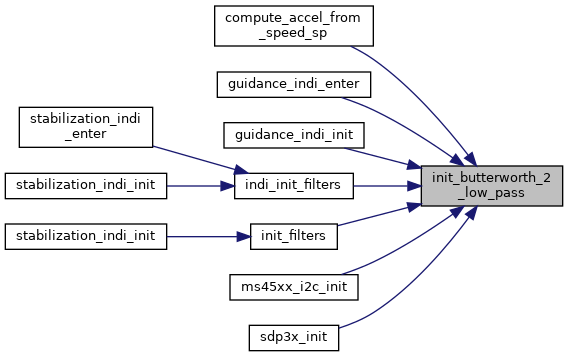 compute_accel_from
_speed_sp
guidance_indi_enter
stabilization_indi
_enter
guidance_indi_init
init_butterworth_2
_low_pass
stabilization_indi_init
indi_init_filters
stabilization_indi_init
init_filters
ms45xx_i2c_init
sdp3x_init